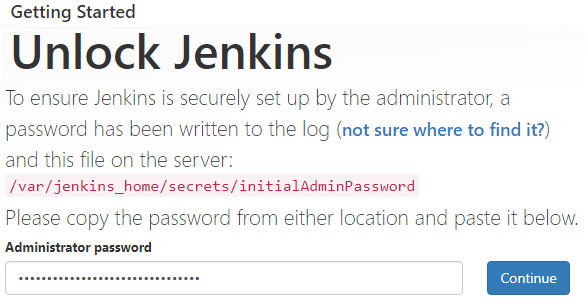 Getting Started
Unlock Jenkins
To ensure Jenkins is securely set up by the administrator, a
password has been written to the log (not sure where to find it?)
and this file on the server:
/var/jenkins_home/secrets/initialAdminPassword
Please copy the password from either location and paste it below.
Administrator password
••••••••••••••••••••••••••••••••
Continue